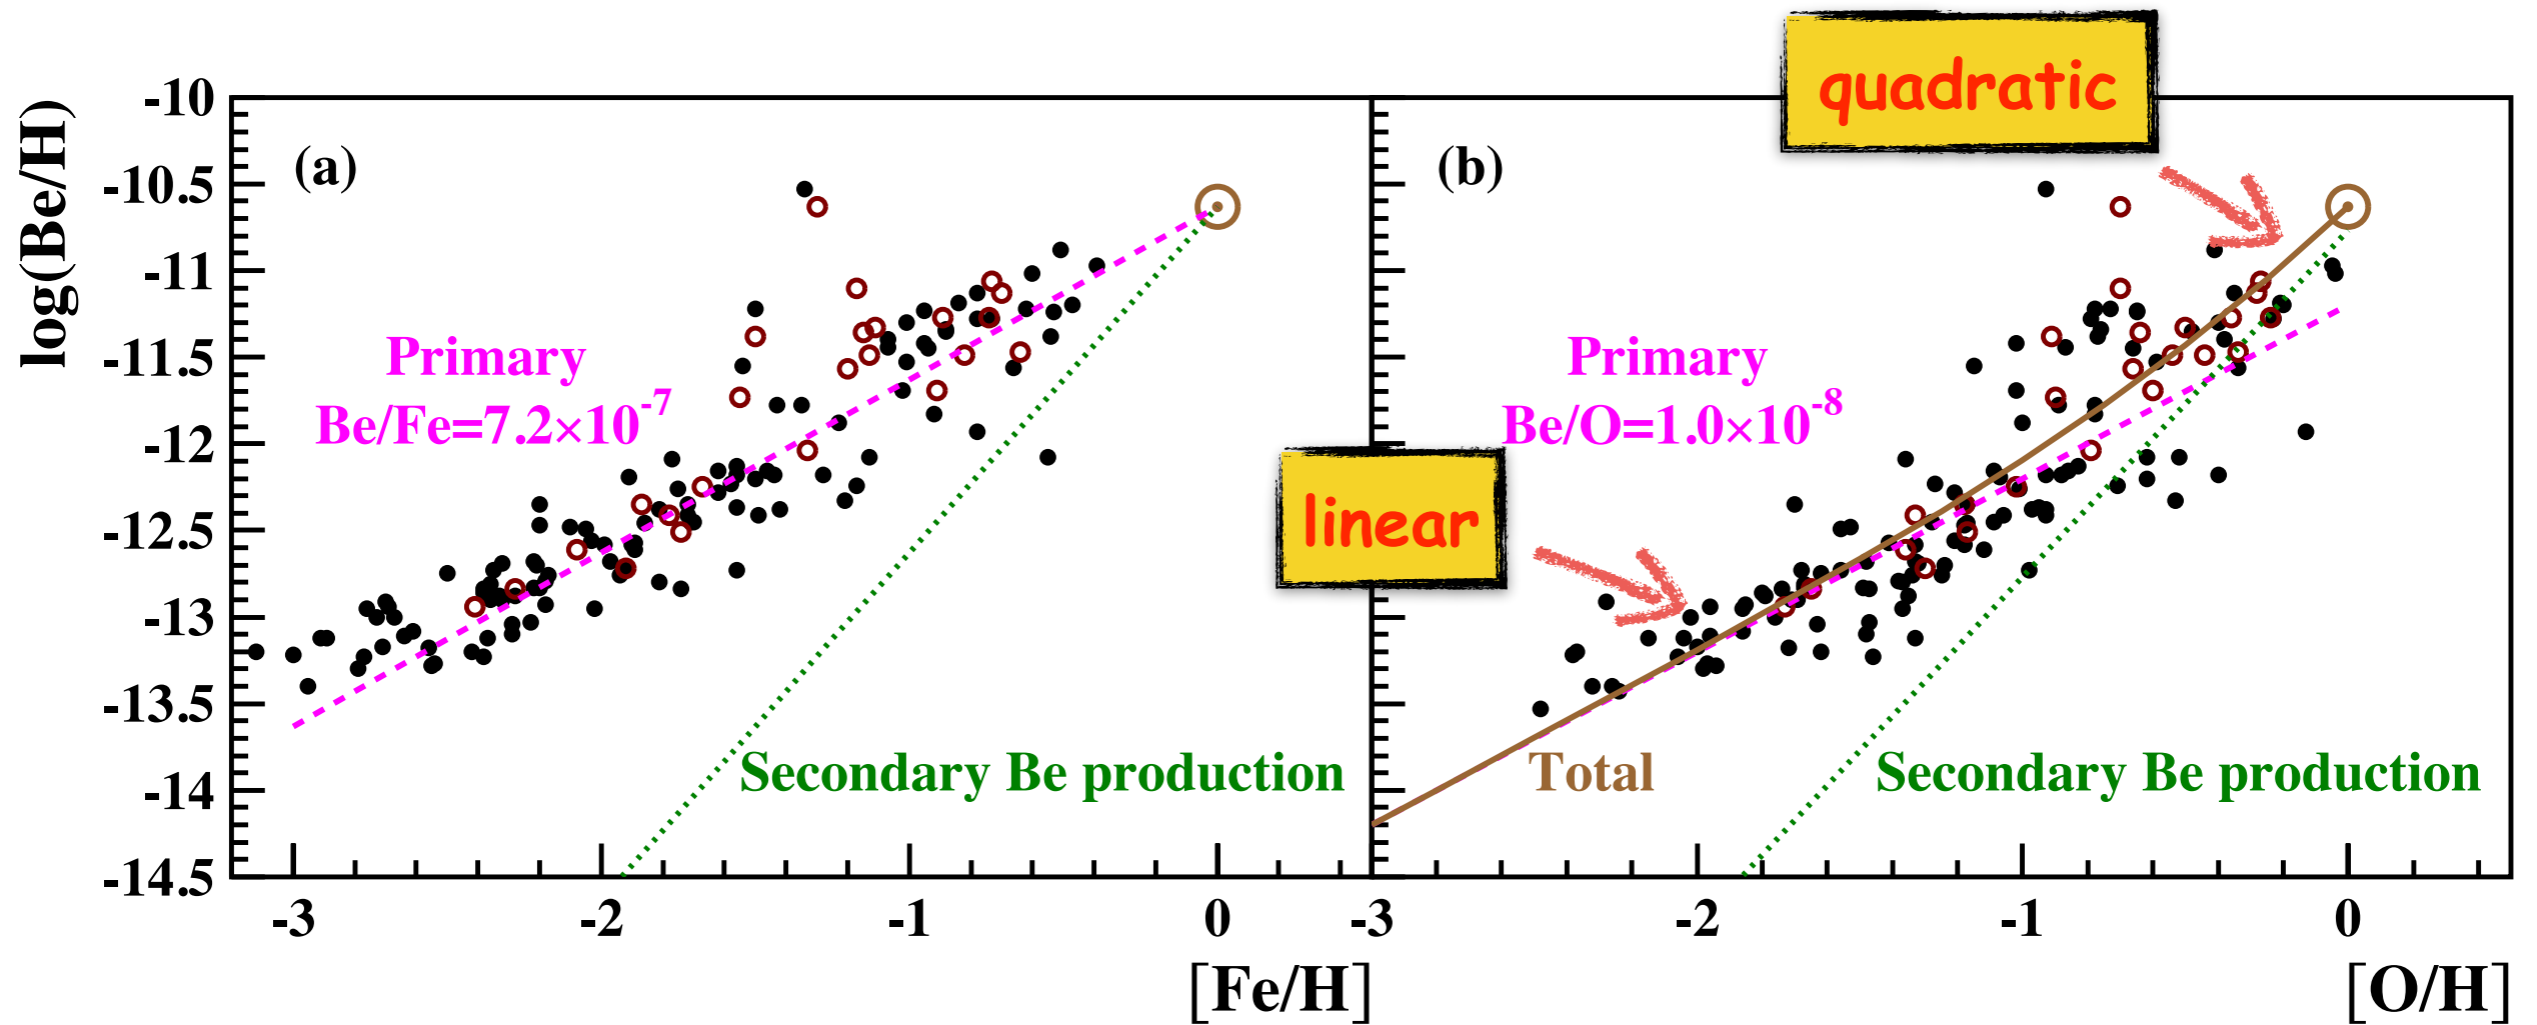 quadratic
-10
-10.5
-11
-11.5
-12
-12.5
-13
-13.5
-14
-14.5
log(Be/H)
(a)
Primary
Be/Fe=7.2×10⁻⁷
Secondary Be production
-3
-2
-1
0
[Fe/H]
(b)
Primary
Be/O=1.0×10⁻⁸
linear
Total
Secondary Be production
-3
-2
-1
0
[O/H]